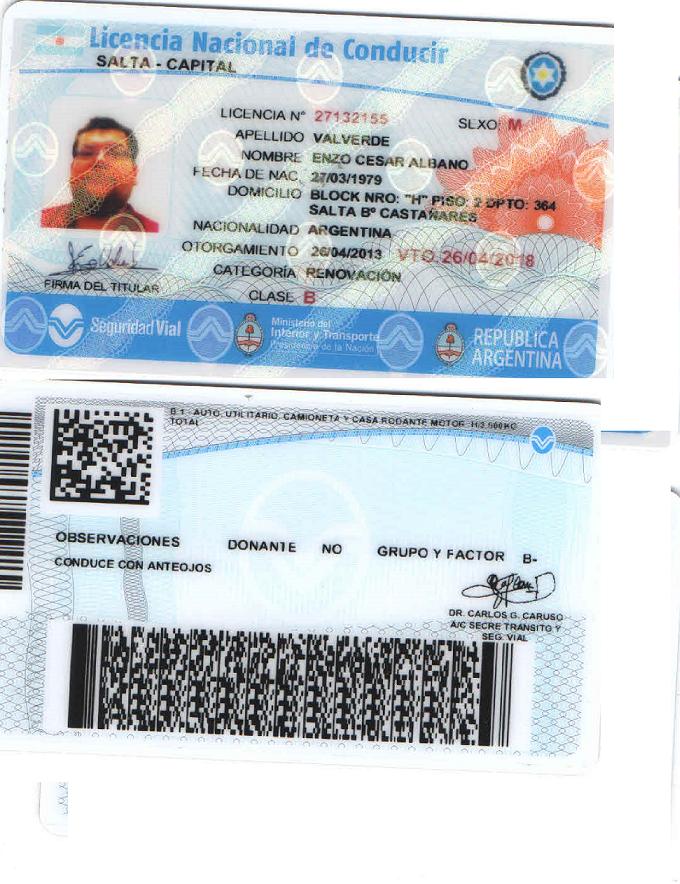 Licencia Nacional de Conducir
SALTA - CAPITAL
LICENCIA N° 27132155 SEXO: M
APELLIDO VALVERDE
NOMBRE ENZO CESAR ALBANO
FECHA DE NAC. 27/03/1979
DOMICILIO BLOCK NRO: "H" PISO: 2 DPTO: 364
SALTA Bº CASTAÑARES
NACIONALIDAD ARGENTINA
OTORGAMIENTO 26/04/2013 VTO. 26/04/2018
CATEGORÍA RENOVACIÓN
CLASE B
FIRMA DEL TITULAR
Seguridad Vial
Ministerio del
Interior y Transporte
Presidencia de la Nación
REPUBLICA
ARGENTINA
B.1 - AUTO, UTILITARIO, CAMIONETA Y CASA RODANTE MOTOR. H/3.500KG
TOTAL
OBSERVACIONES DONANTE NO GRUPO Y FACTOR B-
CONDUCE CON ANTEOJOS
DR. CARLOS G. CARUSO
A/C SECRE TRANSITO Y
SEG. VIAL